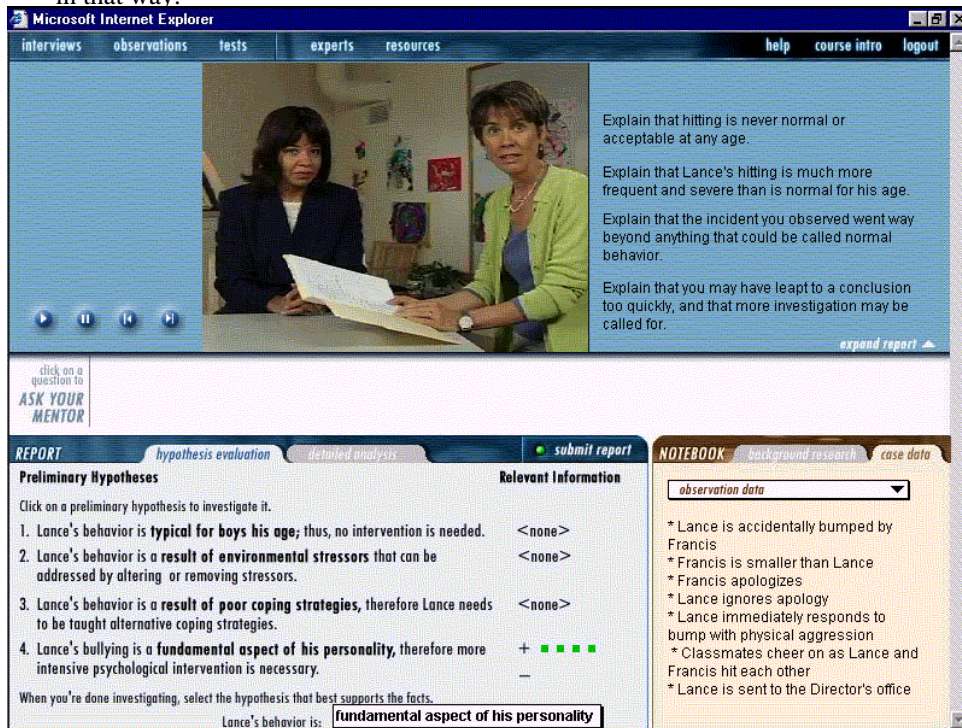 in that way.
Microsoft Internet Explorer
interviews observations tests experts resources help course intro logout
Explain that hitting is never normal or
acceptable at any age.
Explain that Lance's hitting is much more
frequent and severe than is normal for his age.
Explain that the incident you observed went way
beyond anything that could be called normal
behavior.
Explain that you may have leapt to a conclusion
too quickly, and that more investigation may be
called for.
expand report
click on a
question to
ASK YOUR
MENTOR
REPORT hypothesis evaluation detailed analysis submit report
Preliminary Hypotheses Relevant Information
Click on a preliminary hypothesis to investigate it.
1. Lance's behavior is typical for boys his age; thus, no intervention is needed. <none>
2. Lance's behavior is a result of environmental stressors that can be <none>
addressed by altering or removing stressors.
3. Lance's behavior is a result of poor coping strategies, therefore Lance needs <none>
to be taught alternative coping strategies.
4. Lance's bullying is a fundamental aspect of his personality, therefore more +
intensive psychological intervention is necessary. –
When you're done investigating, select the hypothesis that best supports the facts.
Lance's behavior is: fundamental aspect of his personality
NOTEBOOK background research case data
observation data
* Lance is accidentally bumped by
Francis
* Francis is smaller than Lance
* Francis apologizes
* Lance ignores apology
* Lance immediately responds to
bump with physical aggression
* Classmates cheer on as Lance and
Francis hit each other
* Lance is sent to the Director's office